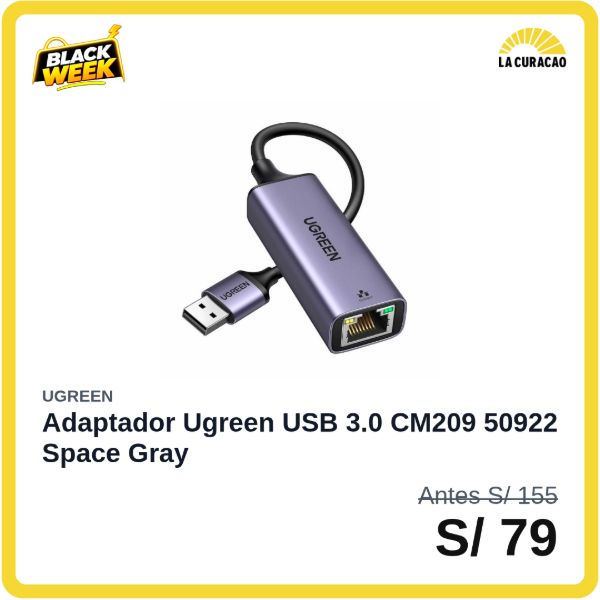 BLACK
WEEK
LA CURACAO
UGREEN
UGREEN
UGREEN
Adaptador Ugreen USB 3.0 CM209 50922
Space Gray
Antes S/ 155
S/ 79